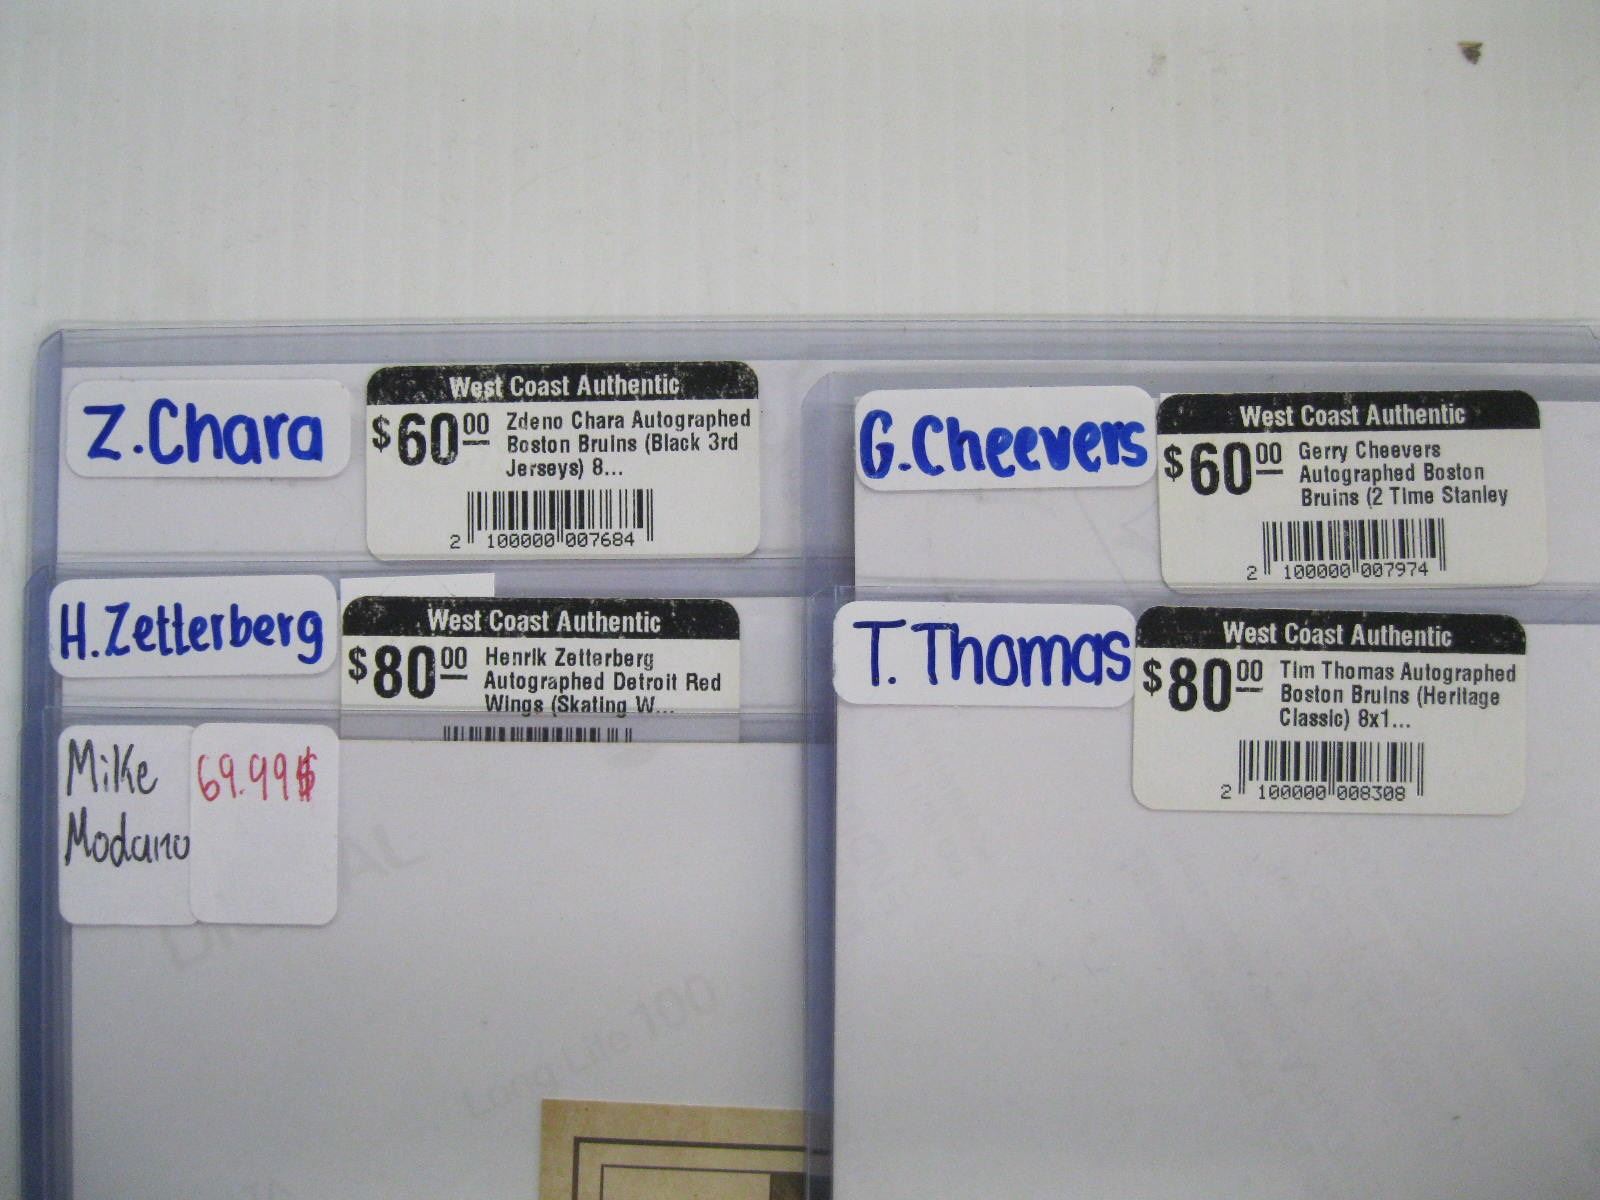 Z. Chara
West Coast Authentic
$60.00 Zdeno Chara Autographed
Boston Bruins (Black 3rd
Jerseys) 8...
2 100000 007684
G. Cheevers
West Coast Authentic
$60.00 Gerry Cheevers
Autographed Boston
Bruins (2 Time Stanley
2 100000 007974
H. Zetterberg
West Coast Authentic
$80.00 Henrik Zetterberg
Autographed Detroit Red
Wings (Skating W...
T. Thomas
West Coast Authentic
$80.00 Tim Thomas Autographed
Boston Bruins (Heritage
Classic) 8x1...
2 100000 008308
Mike
Modano
69.99$
Long Life 100